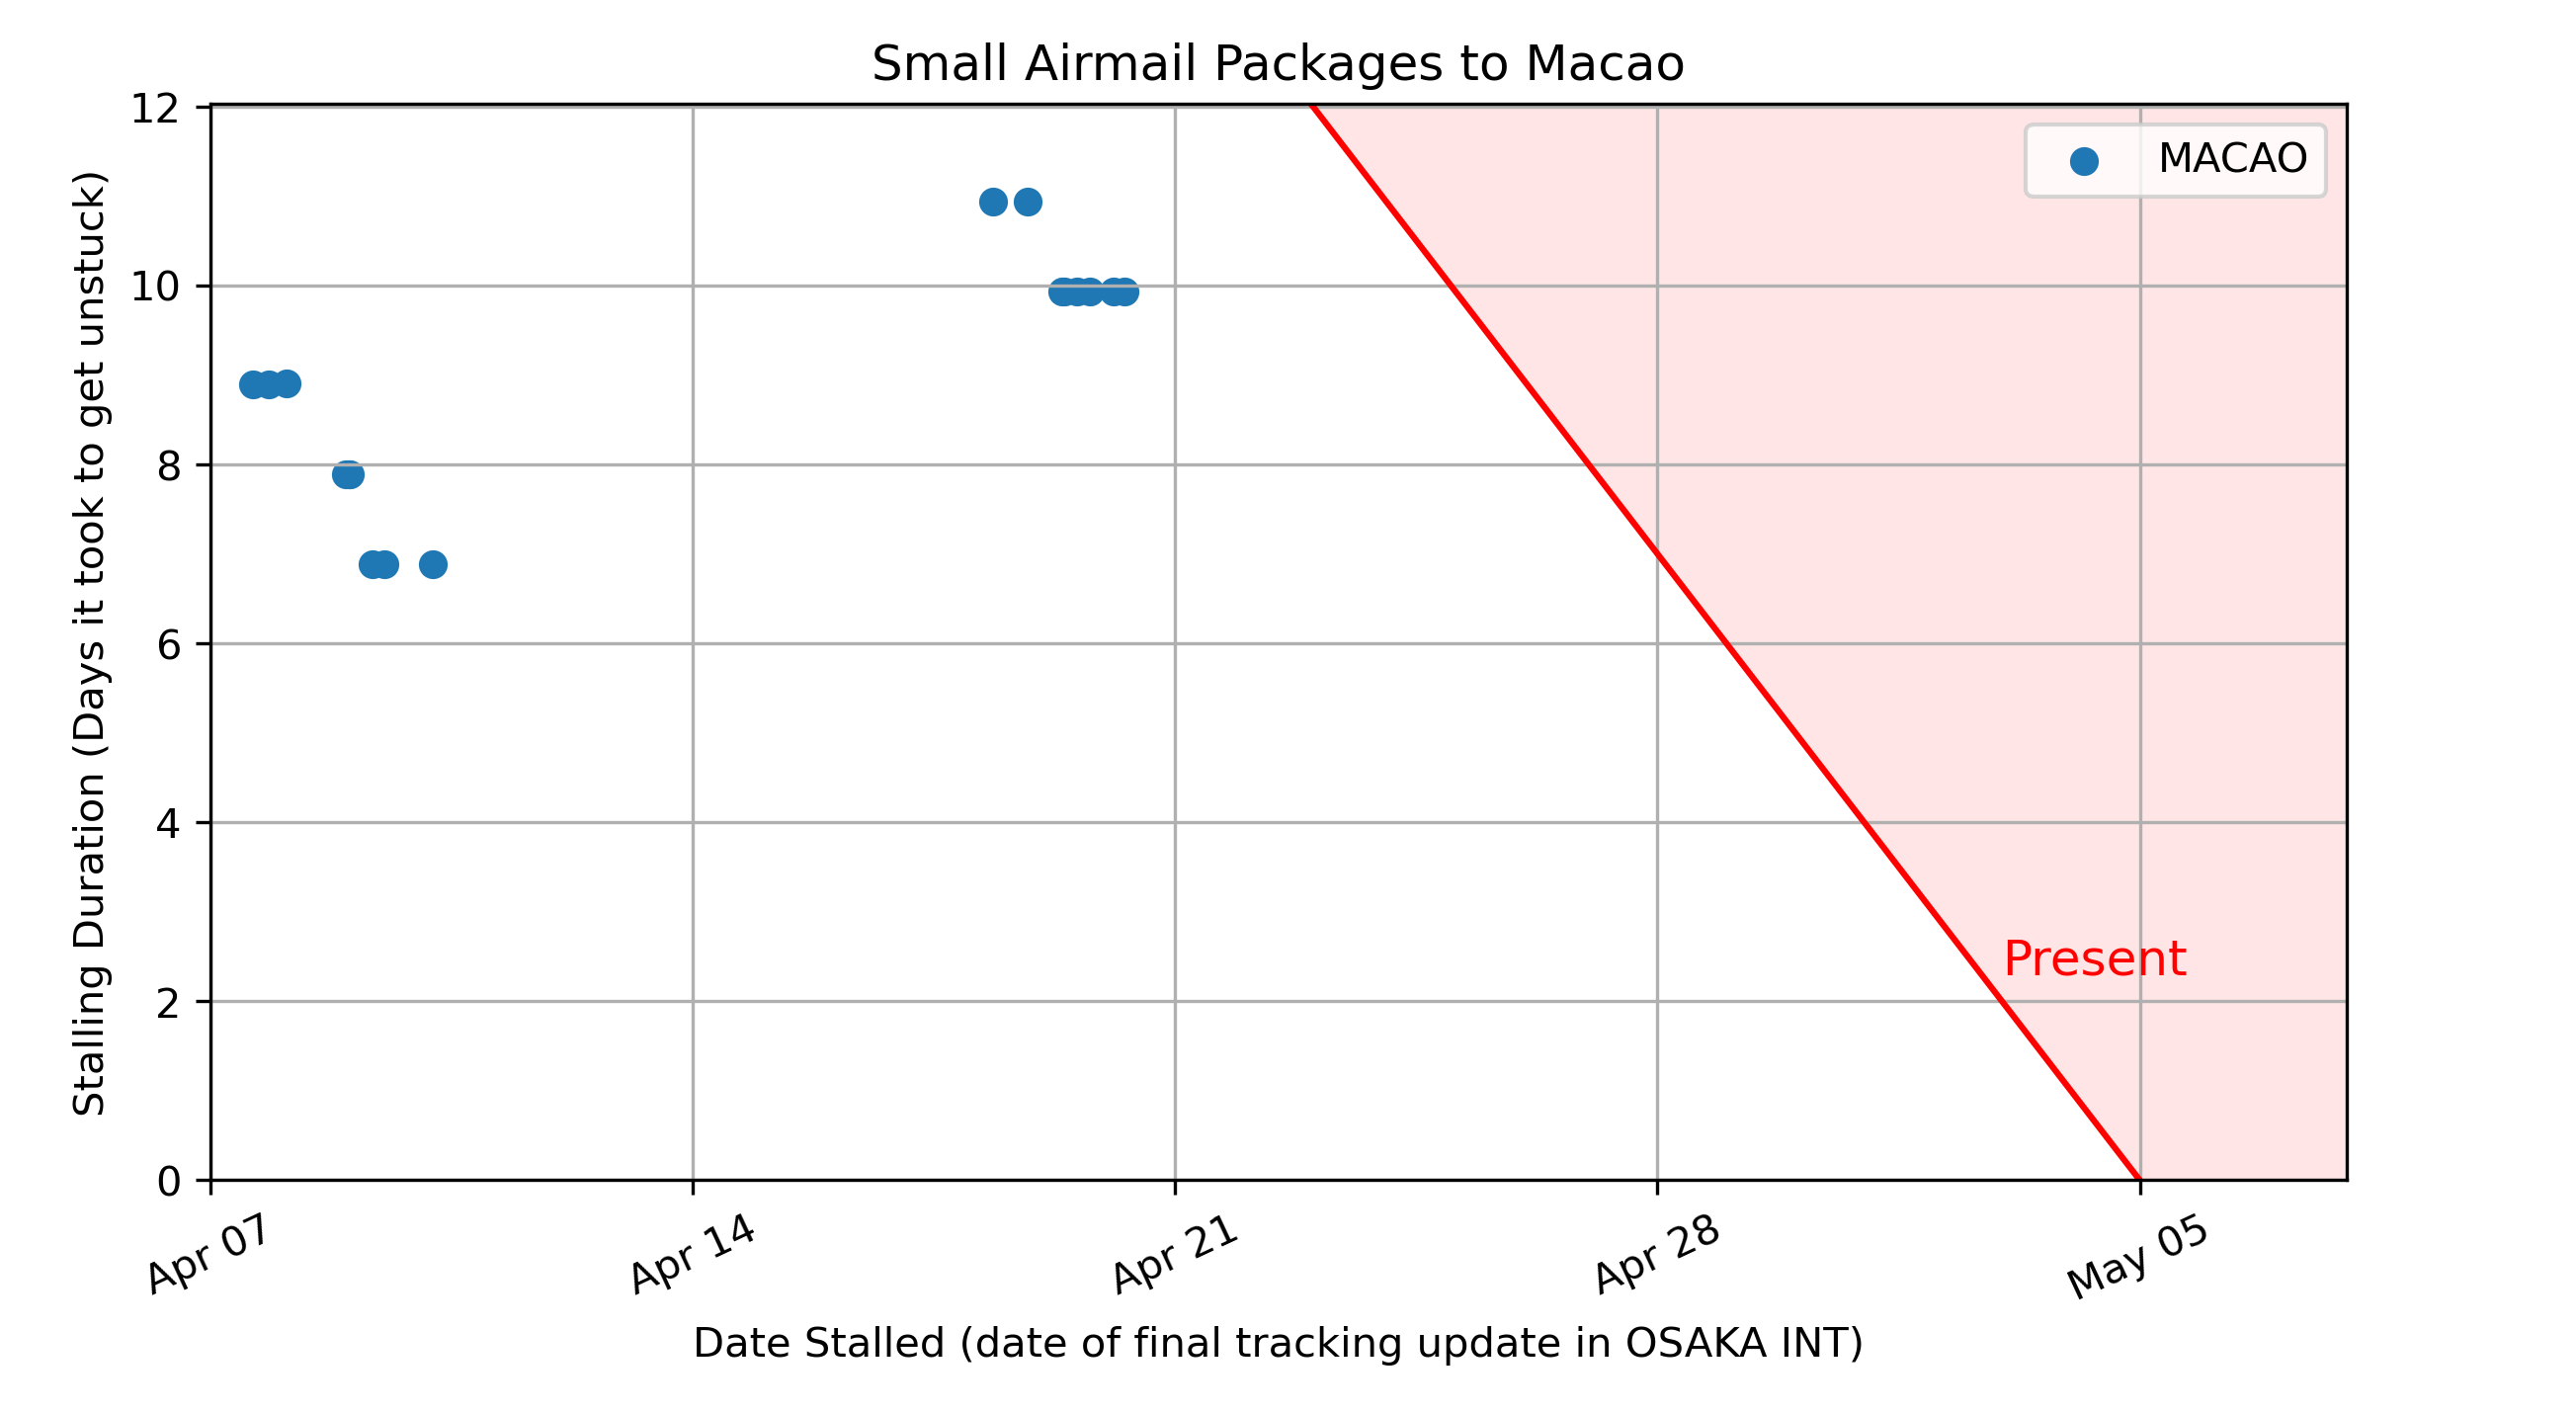 Small Airmail Packages to Macao
Stalling Duration (Days it took to get unstuck)
12
10
8
6
4
2
0
MACAO
Present
Apr 07
Apr 14
Apr 21
Apr 28
May 05
Date Stalled (date of final tracking update in OSAKA INT)